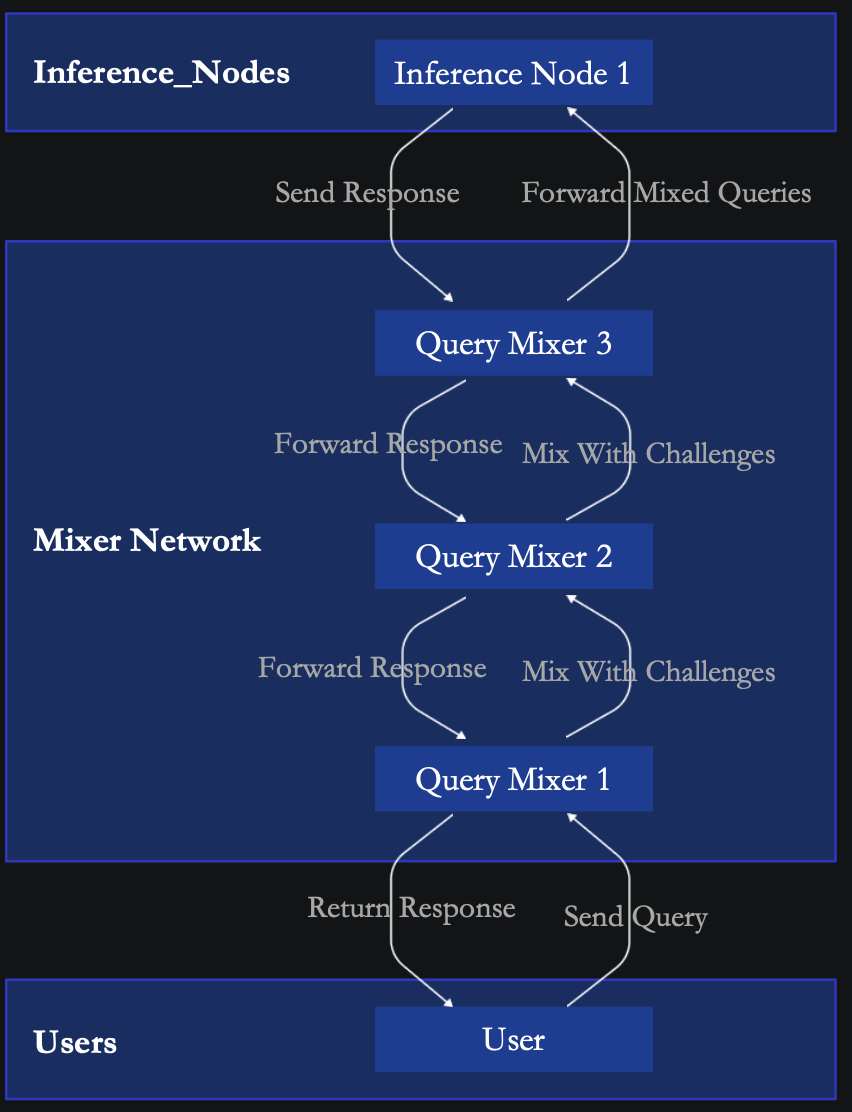 Inference_Nodes
Inference Node 1
Send Response
Forward Mixed Queries
Query Mixer 3
Forward Response
Mix With Challenges
Mixer Network
Query Mixer 2
Forward Response
Mix With Challenges
Query Mixer 1
Return Response
Send Query
Users
User